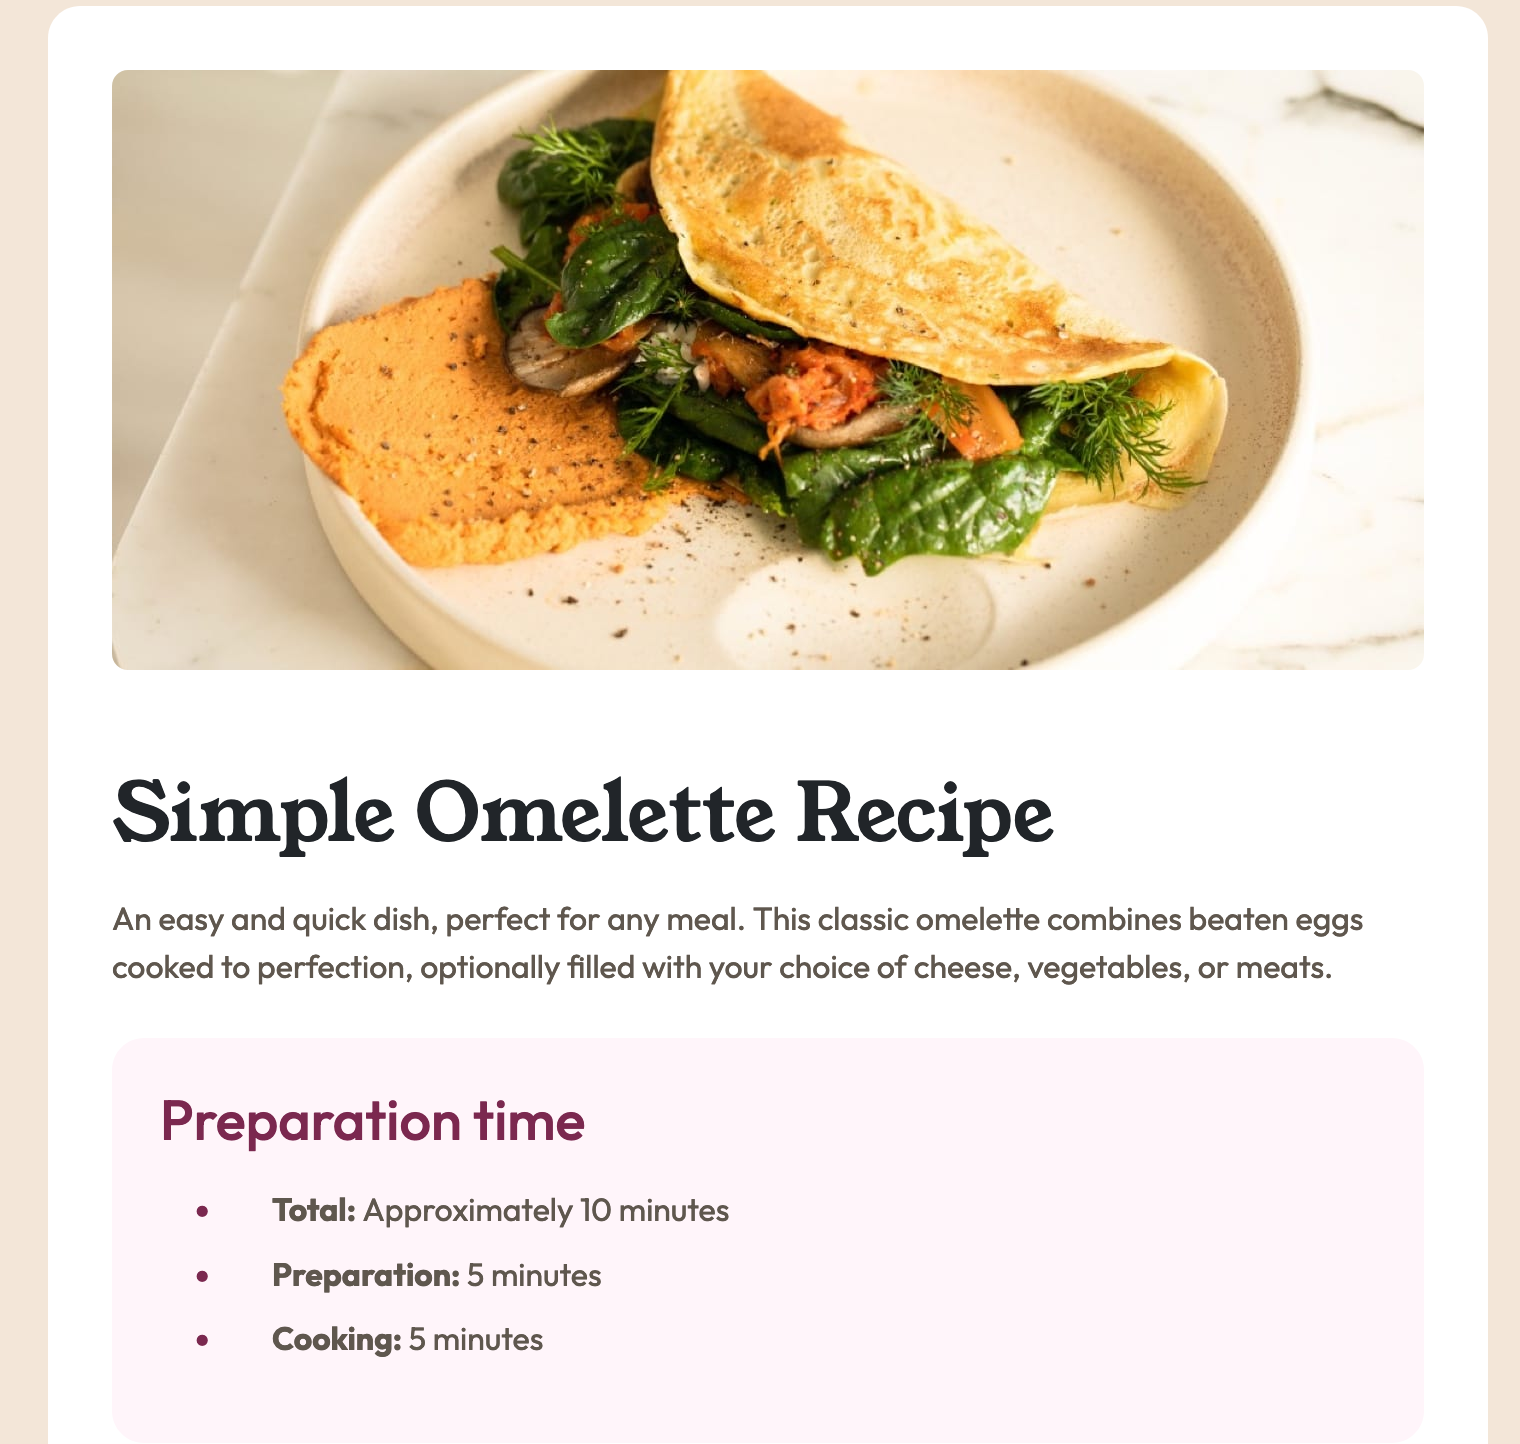 Simple Omelette Recipe
An easy and quick dish, perfect for any meal. This classic omelette combines beaten eggs
cooked to perfection, optionally filled with your choice of cheese, vegetables, or meats.
Preparation time
• Total: Approximately 10 minutes
• Preparation: 5 minutes
• Cooking: 5 minutes